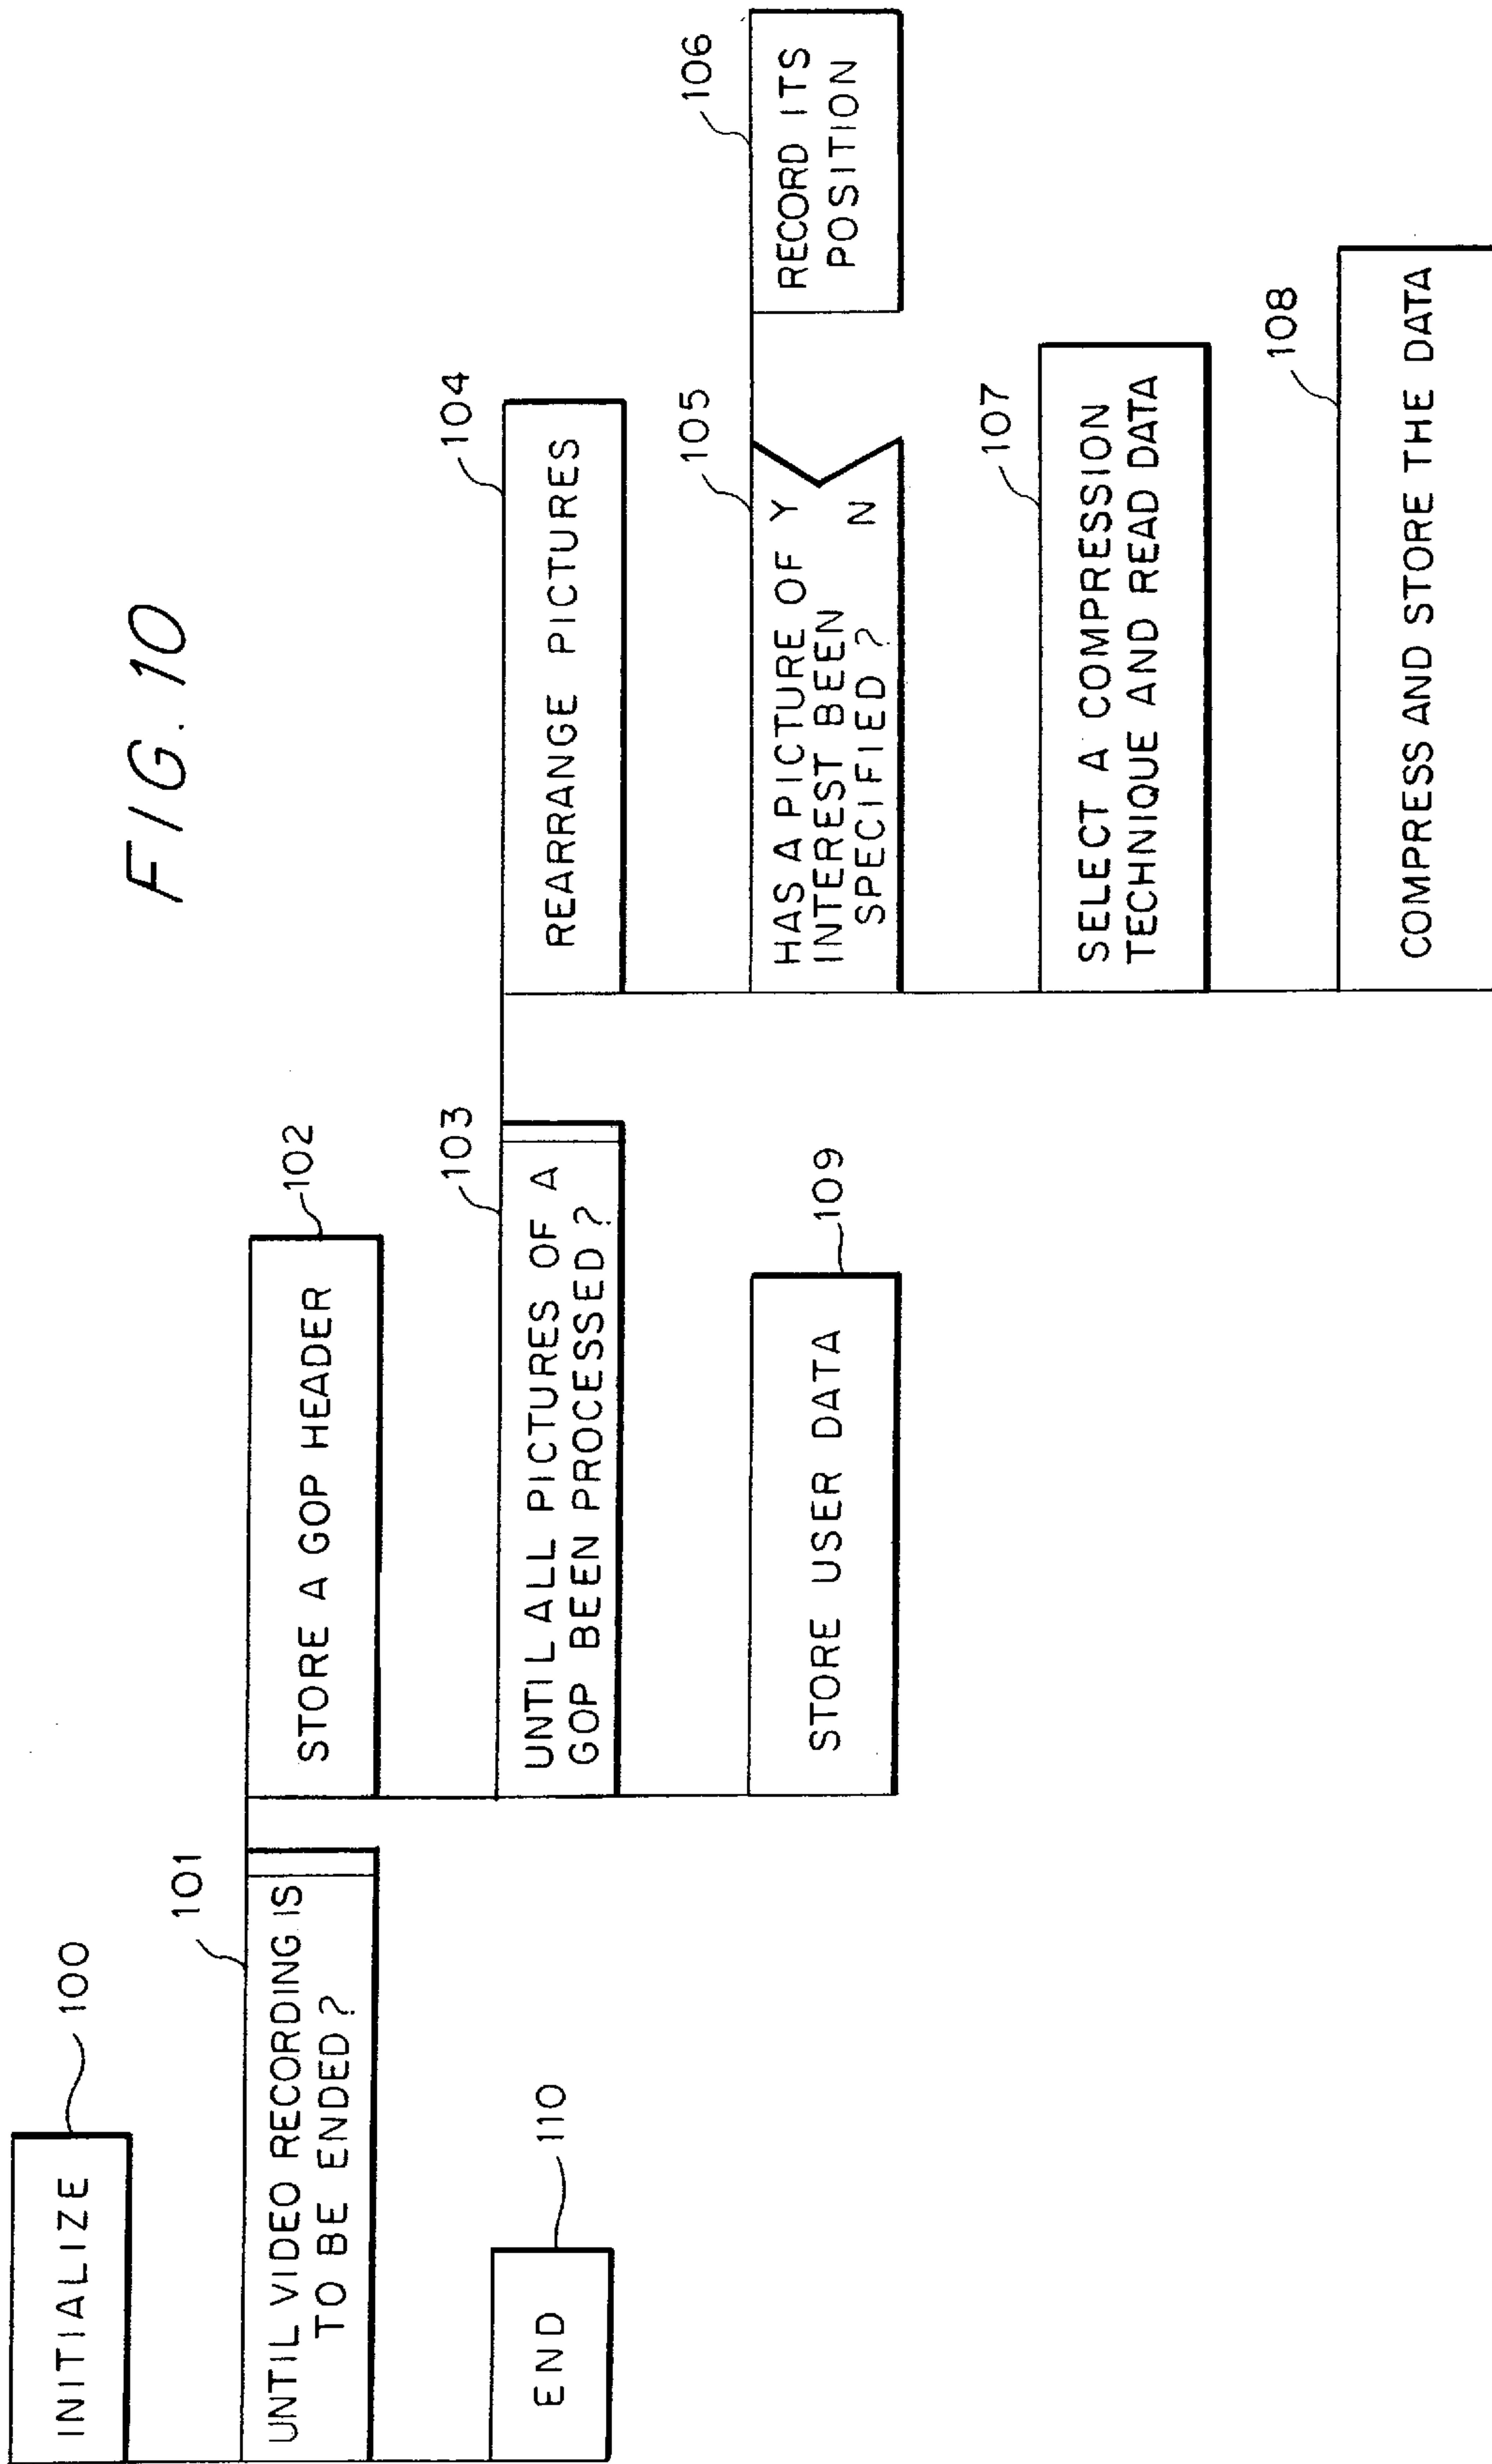 FIG. 10
100
INITIALIZE
101
UNTIL VIDEO RECORDING IS
TO BE ENDED ?
102
STORE A GOP HEADER
103
UNTIL ALL PICTURES OF A
GOP BEEN PROCESSED ?
104
REARRANGE PICTURES
105
HAS A PICTURE OF Y
INTEREST BEEN
SPECIFIED ? N
106
RECORD ITS
POSITION
107
SELECT A COMPRESSION
TECHNIQUE AND READ DATA
108
COMPRESS AND STORE THE DATA
109
STORE USER DATA
110
END